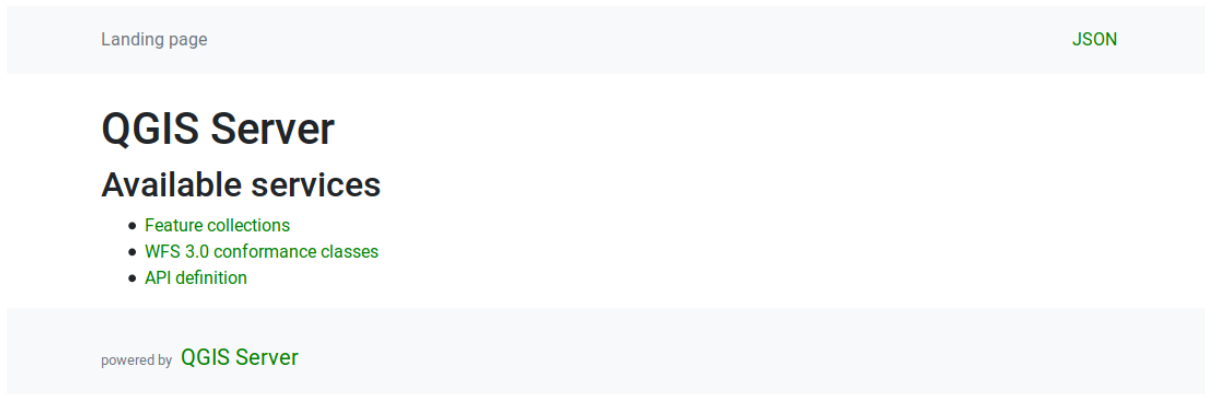 Landing page JSON
QGIS Server
Available services
Feature collections
WFS 3.0 conformance classes
API definition
powered by QGIS Server